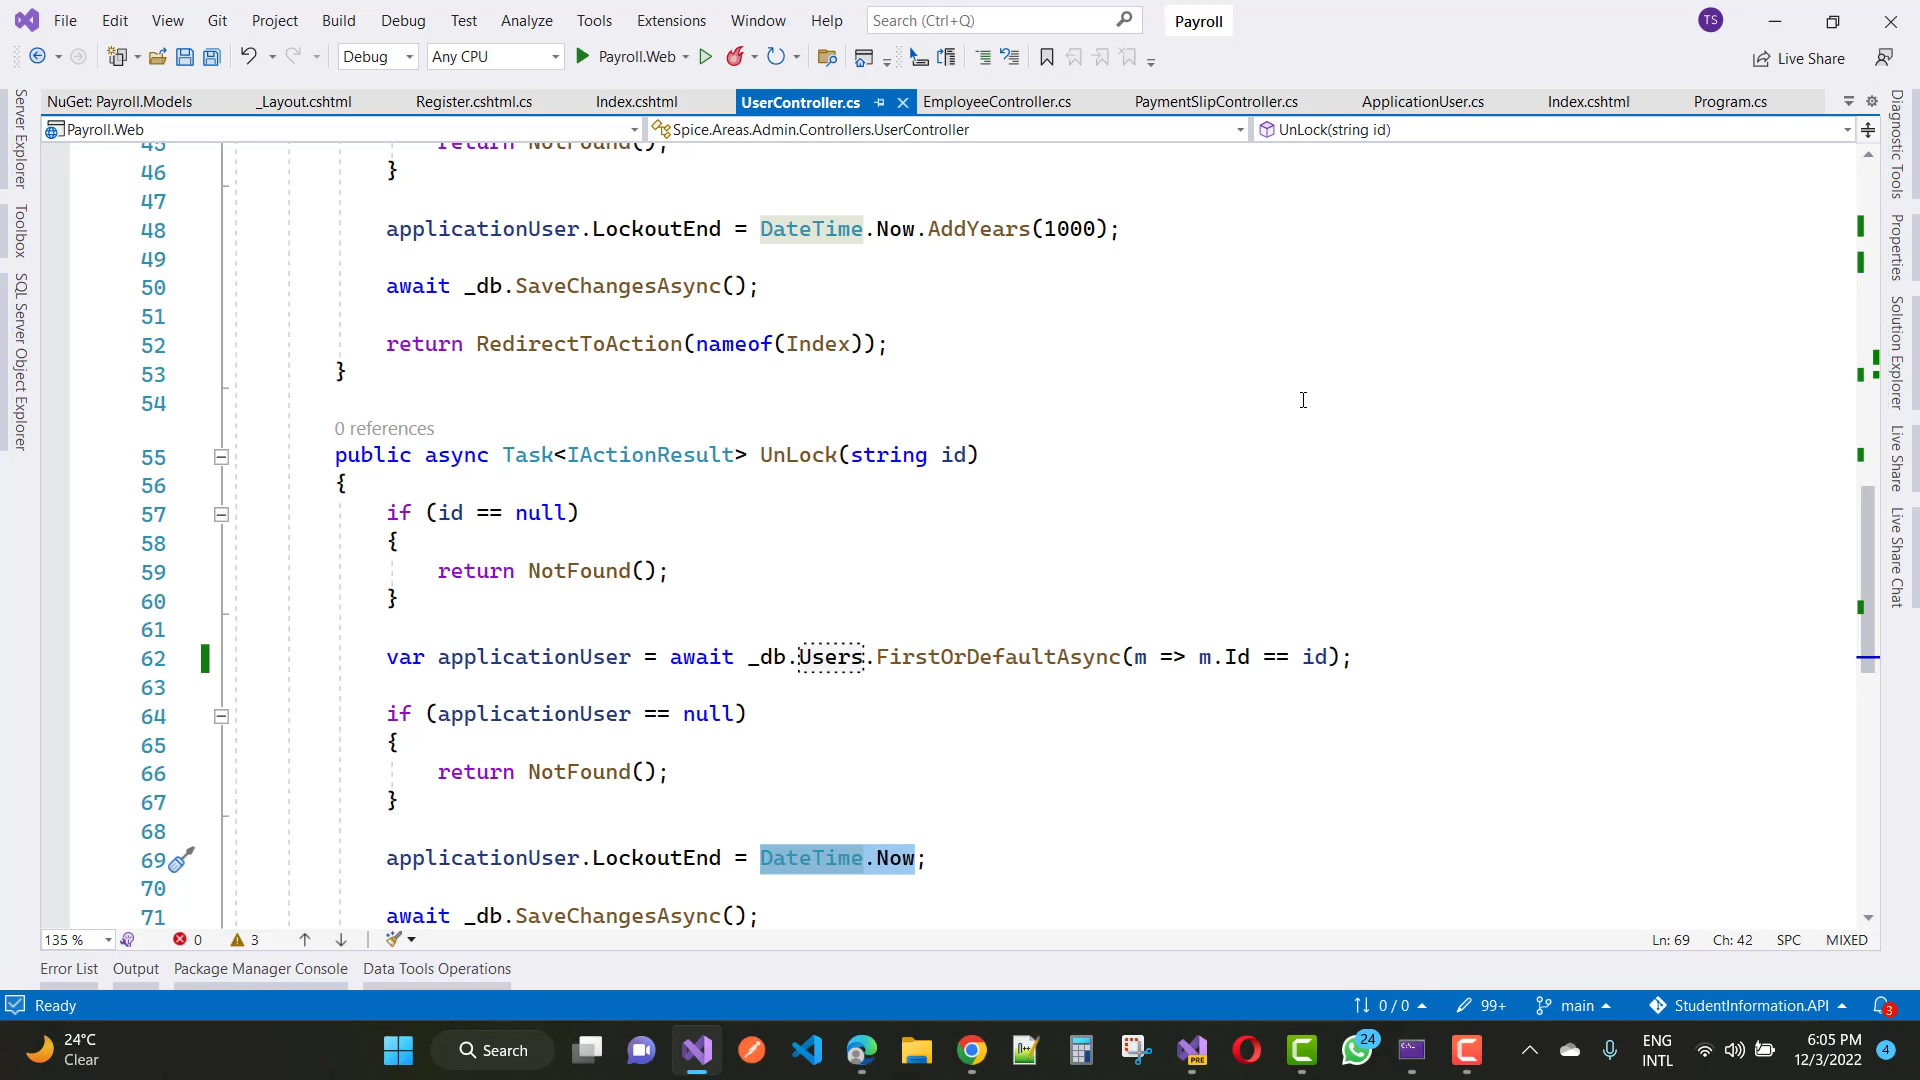 File Edit View Git Project Build Debug Test Analyze Tools Extensions Window Help Search (Ctrl+Q) Payroll TS
Debug Any CPU Payroll.Web Live Share
NuGet: Payroll.Models _Layout.cshtml Register.cshtml.cs Index.cshtml UserController.cs EmployeeController.cs PaymentSlipController.cs ApplicationUser.cs Index.cshtml Program.cs
Payroll.Web Spice.Areas.Admin.Controllers.UserController UnLock(string id)
Server Explorer
Toolbox
SQL Server Object Explorer
45 return NotFound();
46 }
47
48 applicationUser.LockoutEnd = DateTime.Now.AddYears(1000);
49
50 await _db.SaveChangesAsync();
51
52 return RedirectToAction(nameof(Index));
53 }
54
0 references
55 public async Task<IActionResult> UnLock(string id)
56 {
57 if (id == null)
58 {
59 return NotFound();
60 }
61
62 var applicationUser = await _db.Users.FirstOrDefaultAsync(m => m.Id == id);
63
64 if (applicationUser == null)
65 {
66 return NotFound();
67 }
68
69 applicationUser.LockoutEnd = DateTime.Now;
70
71 await _db.SaveChangesAsync();
Diagnostic Tools
Properties
Solution Explorer
Live Share
Live Share Chat
135 % 0 3 Ln: 69 Ch: 42 SPC MIXED
Error List Output Package Manager Console Data Tools Operations
Ready 0 / 0 99+ main StudentInformation.API 3
24°C
Clear
Search
PRE
24
ENG
INTL
6:05 PM
12/3/2022
4